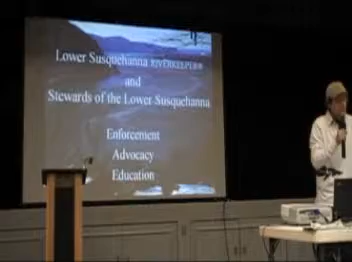 Lower Susquehanna RIVERKEEPER®
and
Stewards of the Lower Susquehanna
Enforcement
Advocacy
Education